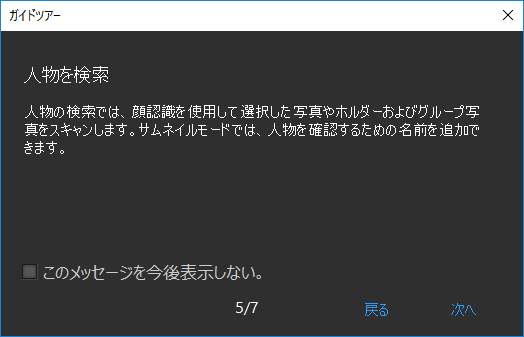 ガイドツアー
人物を検索
人物の検索では、顔認識を使用して選択した写真やホルダーおよびグループ写
真をスキャンします。サムネイルモードでは、人物を確認するための名前を追加で
きます。
このメッセージを今後表示しない。
5/7
戻る
次へ